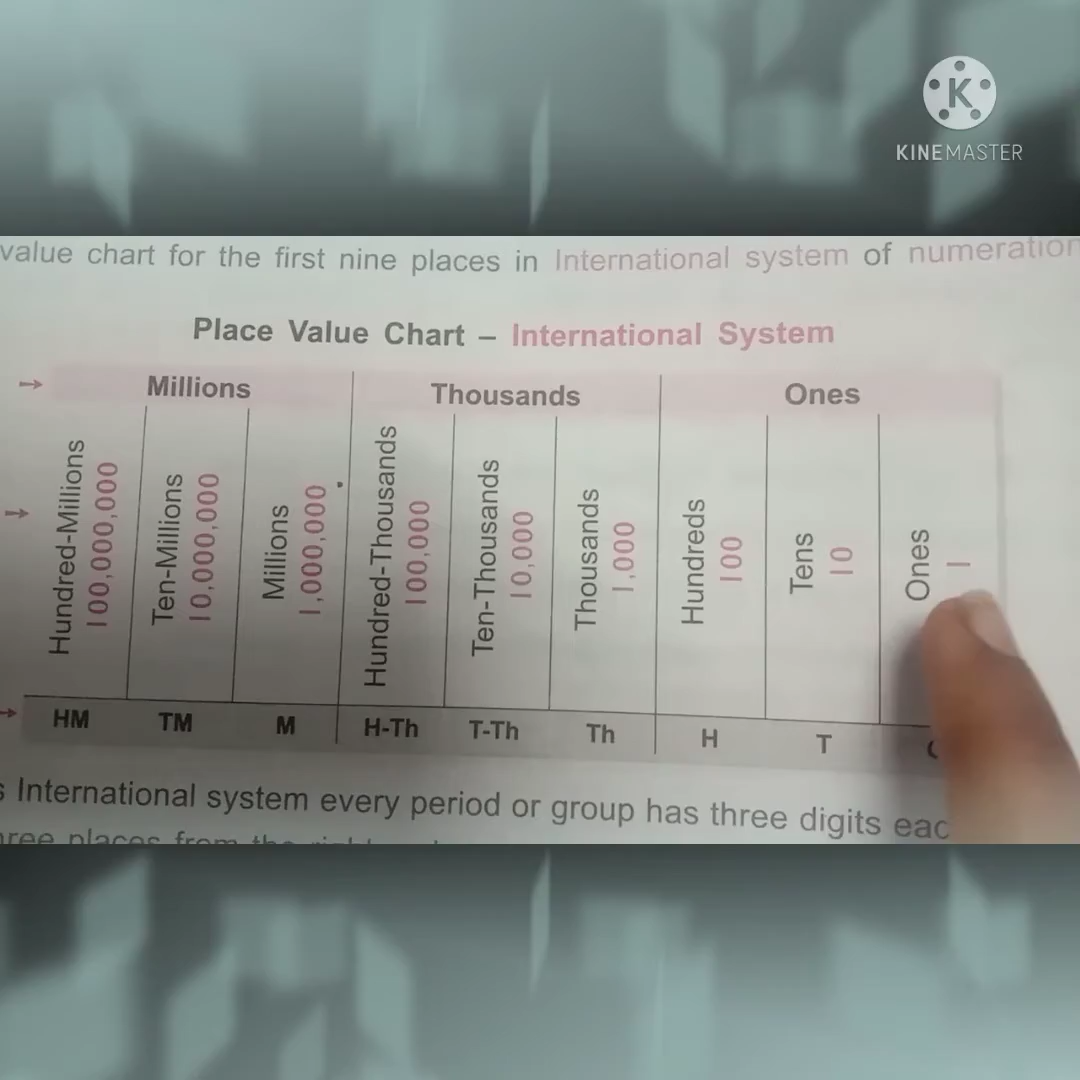 K
KINEMASTER
value chart for the first nine places in International system of numeration
Place Value Chart – International System
→ Millions Thousands Ones
→ Hundred-Millions 100,000,000 Ten-Millions 10,000,000 Millions 1,000,000 Hundred-Thousands 100,000 Ten-Thousands 10,000 Thousands 1,000 Hundreds 100 Tens 10 Ones 1
→ HM TM M H-Th T-Th Th H T
s International system every period or group has three digits eac
places from the